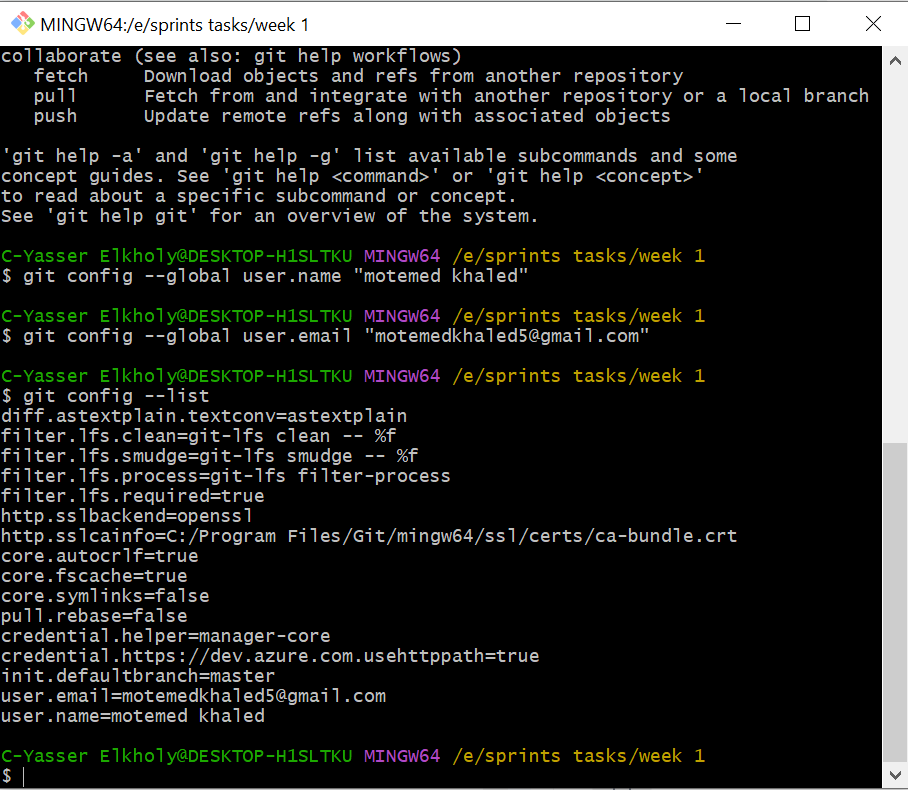 MINGW64:/e/sprints tasks/week 1
collaborate (see also: git help workflows)
   fetch     Download objects and refs from another repository
   pull      Fetch from and integrate with another repository or a local branch
   push      Update remote refs along with associated objects

'git help -a' and 'git help -g' list available subcommands and some
concept guides. See 'git help <command>' or 'git help <concept>'
to read about a specific subcommand or concept.
See 'git help git' for an overview of the system.

C-Yasser Elkholy@DESKTOP-H1SLTKU MINGW64 /e/sprints tasks/week 1
$ git config --global user.name "motemed khaled"

C-Yasser Elkholy@DESKTOP-H1SLTKU MINGW64 /e/sprints tasks/week 1
$ git config --global user.email "motemedkhaled5@gmail.com"

C-Yasser Elkholy@DESKTOP-H1SLTKU MINGW64 /e/sprints tasks/week 1
$ git config --list
diff.astextplain.textconv=astextplain
filter.lfs.clean=git-lfs clean -- %f
filter.lfs.smudge=git-lfs smudge -- %f
filter.lfs.process=git-lfs filter-process
filter.lfs.required=true
http.sslbackend=openssl
http.sslcainfo=C:/Program Files/Git/mingw64/ssl/certs/ca-bundle.crt
core.autocrlf=true
core.fscache=true
core.symlinks=false
pull.rebase=false
credential.helper=manager-core
credential.https://dev.azure.com.usehttppath=true
init.defaultbranch=master
user.email=motemedkhaled5@gmail.com
user.name=motemed khaled

C-Yasser Elkholy@DESKTOP-H1SLTKU MINGW64 /e/sprints tasks/week 1
$